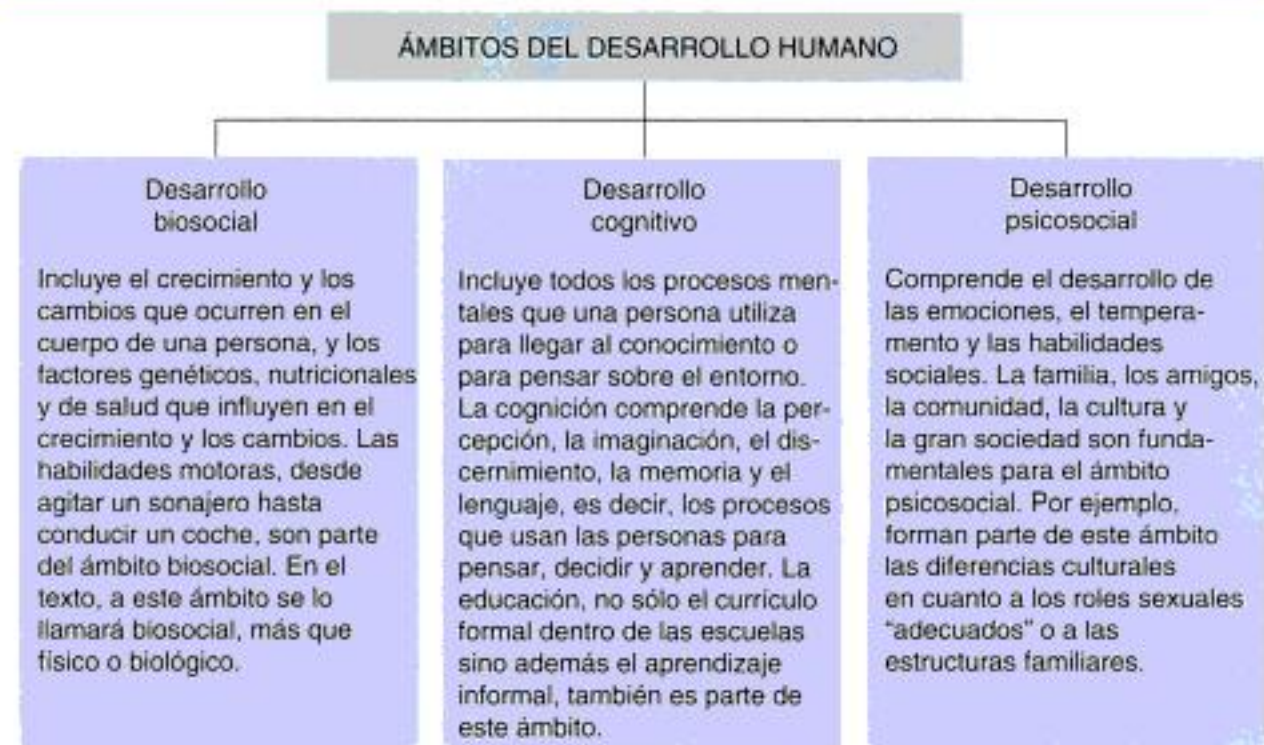 ÁMBITOS DEL DESARROLLO HUMANO
Desarrollo
biosocial
Incluye el crecimiento y los
cambios que ocurren en el
cuerpo de una persona, y los
factores genéticos, nutricionales
y de salud que influyen en el
crecimiento y los cambios. Las
habilidades motoras, desde
agitar un sonajero hasta
conducir un coche, son parte
del ámbito biosocial. En el
texto, a este ámbito se lo
llamará biosocial, más que
físico o biológico.
Desarrollo
cognitivo
Incluye todos los procesos men-
tales que una persona utiliza
para llegar al conocimiento o
para pensar sobre el entorno.
La cognición comprende la per-
cepción, la imaginación, el dis-
cernimiento, la memoria y el
lenguaje, es decir, los procesos
que usan las personas para
pensar, decidir y aprender. La
educación, no sólo el currículo
formal dentro de las escuelas
sino además el aprendizaje
informal, también es parte de
este ámbito.
Desarrollo
psicosocial
Comprende el desarrollo de
las emociones, el tempera-
mento y las habilidades
sociales. La familia, los amigos,
la comunidad, la cultura y
la gran sociedad son funda-
mentales para el ámbito
psicosocial. Por ejemplo,
forman parte de este ámbito
las diferencias culturales
en cuanto a los roles sexuales
“adecuados” o a las
estructuras familiares.